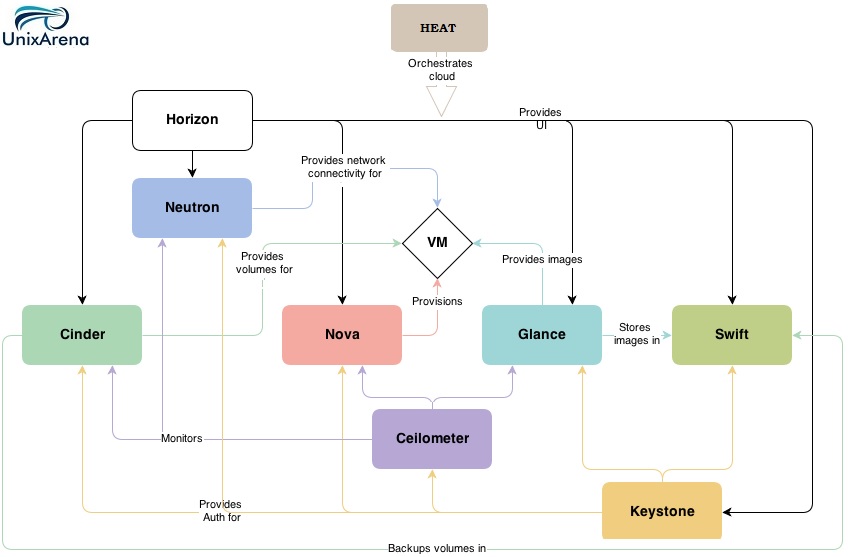 UnixArena
HEAT
Orchestrates
cloud
Horizon
Provides
UI
Provides network
connectivity for
Neutron
VM
Provides
volumes for
Provides images
Provisions
Cinder
Nova
Glance
Stores
images in
Swift
Ceilometer
Monitors
Provides
Auth for
Keystone
Backups volumes in